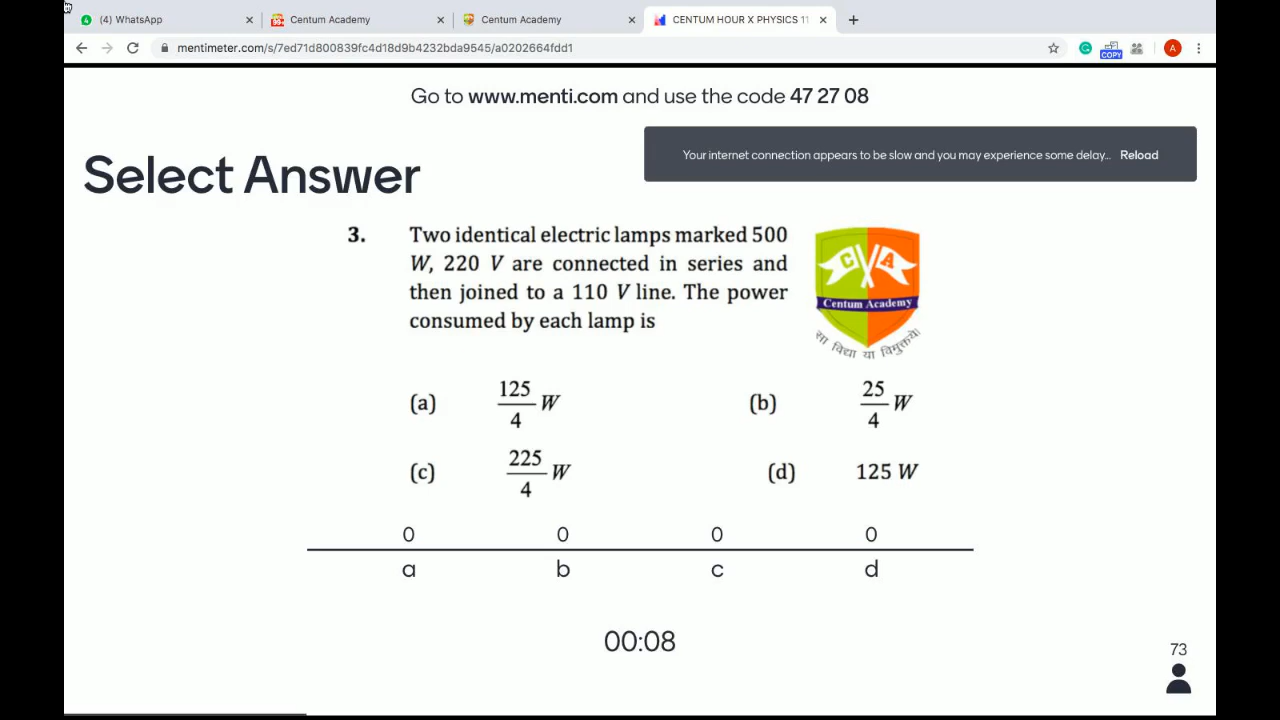 (4) WhatsApp
Centum Academy
Centum Academy
CENTUM HOUR X PHYSICS 11
mentimeter.com/s/7ed71d800839fc4d18d9b4232bda9545/a0202664fdd1
COPY
A
Go to www.menti.com and use the code 47 27 08
Your internet connection appears to be slow and you may experience some delay... Reload
Select Answer
3. Two identical electric lamps marked 500
W, 220 V are connected in series and
then joined to a 110 V line. The power
consumed by each lamp is
C A
Centum Academy
सा विद्या या विमुक्तये।
(a) 125/4 W (b) 25/4 W
(c) 225/4 W (d) 125 W
0 0 0 0
a b c d
00:08
73